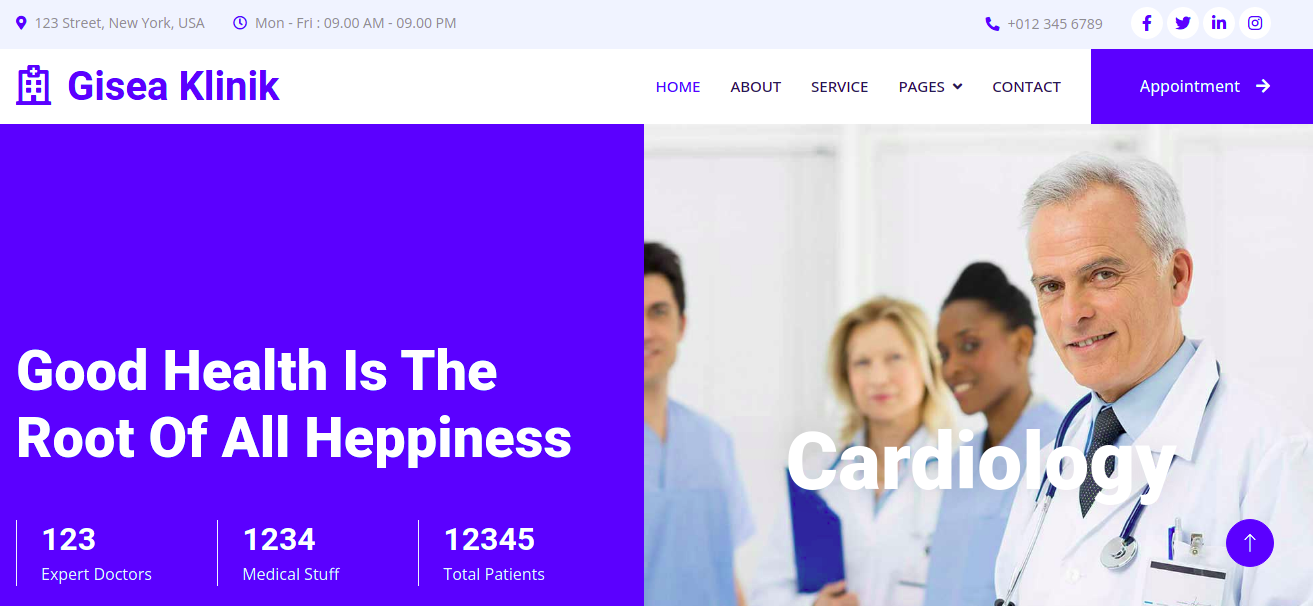 123 Street, New York, USA
Mon - Fri : 09.00 AM - 09.00 PM
+012 345 6789
Gisea Klinik
HOME
ABOUT
SERVICE
PAGES
CONTACT
Appointment
Good Health Is The
Root Of All Heppiness
Cardiology
123
Expert Doctors
1234
Medical Stuff
12345
Total Patients